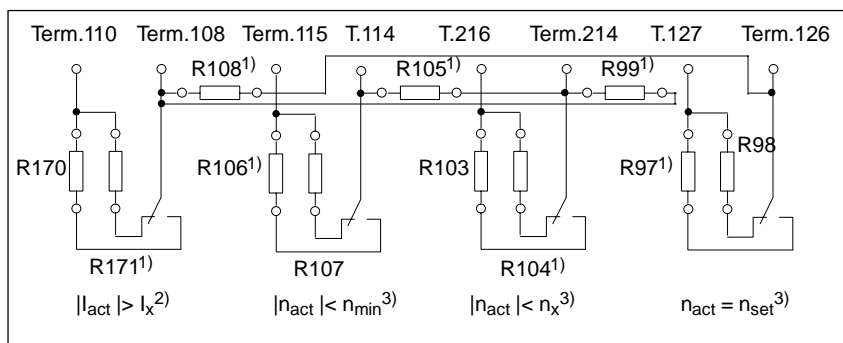 Term.110 Term.108 Term.115 T.114 T.216 Term.214 T.127 Term.126
R108¹⁾ R105¹⁾ R99¹⁾
R170 R106¹⁾ R103 R97¹⁾ R98
R171¹⁾ R107 R104¹⁾
|I_act |> I_x²⁾ |n_act |< n_min³⁾ |n_act |< n_x³⁾ n_act = n_set³⁾